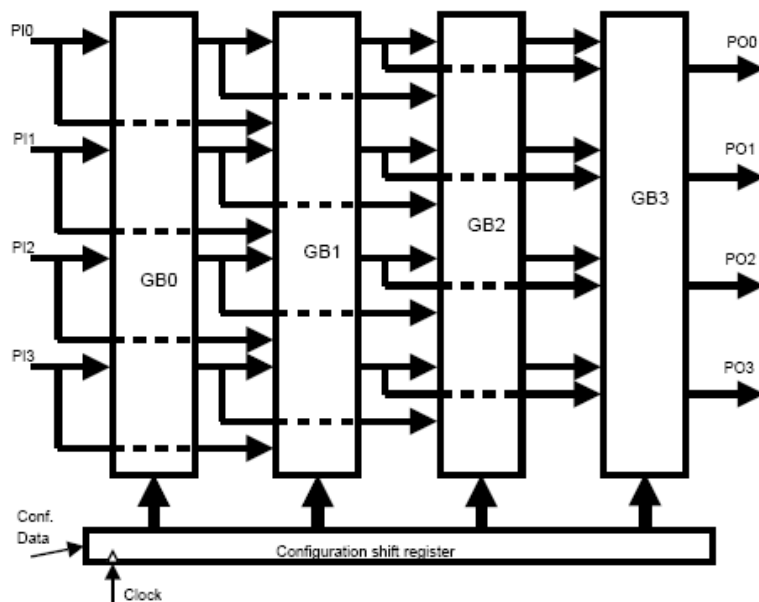 PI0
PO0
PI1
PO1
GB3
GB2
GB1
PI2
PO2
GB0
PI3
PO3
Conf.
Data
Configuration shift register
Clock